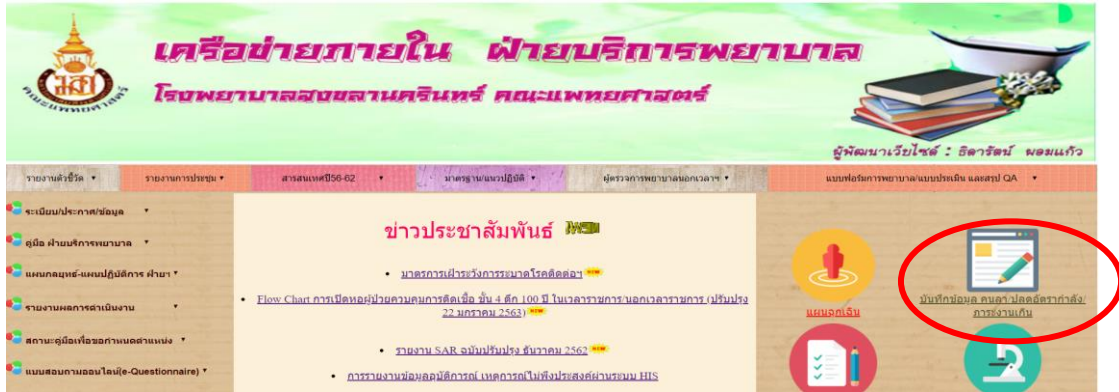 เครือข่ายภายใน ฝ่ายบริการพยาบาล
โรงพยาบาลสงขลานครินทร์ คณะแพทยศาสตร์
คณะแพทยศาสตร์
ผู้พัฒนาเว็บไซต์ : ธิดารัตน์ หอมแก้ว
รายงานตัวชี้วัด
รายงานการประชุม
สารสนเทศปี56-62
มาตรฐาน/แนวปฏิบัติ
ผู้ตรวจการพยาบาลนอกเวลาฯ
แบบฟอร์มการพยาบาล/แบบประเมิน และสรุป QA
ระเบียบ/ประกาศ/ข้อมูล
คู่มือ ฝ่ายบริการพยาบาล
แผนกลยุทธ์-แผนปฏิบัติการ ฝ่ายฯ
รายงานผลการดำเนินงาน
สถานะคู่มือเพื่อขอกำหนดตำแหน่ง
แบบสอบถามออนไลน์(e-Questionnaire)
ข่าวประชาสัมพันธ์ NEW
มาตรการเฝ้าระวังการระบาดโรคติดต่อฯ NEW
Flow Chart การเปิดหอผู้ป่วยควบคุมการติดเชื้อ ชั้น 4 ตึก 100 ปี ในเวลาราชการ/นอกเวลาราชการ (ปรับปรุง
22 มกราคม 2563) NEW
รายงาน SAR ฉบับปรับปรุง ธันวาคม 2562 NEW
การรายงานข้อมูลอุบัติการณ์ เหตุการณ์ไม่พึงประสงค์ผ่านระบบ HIS
แผนฉุกเฉิน
บันทึกข้อมูล คนลา/ปลดอัตรากำลัง/
ภาระงานเกิน